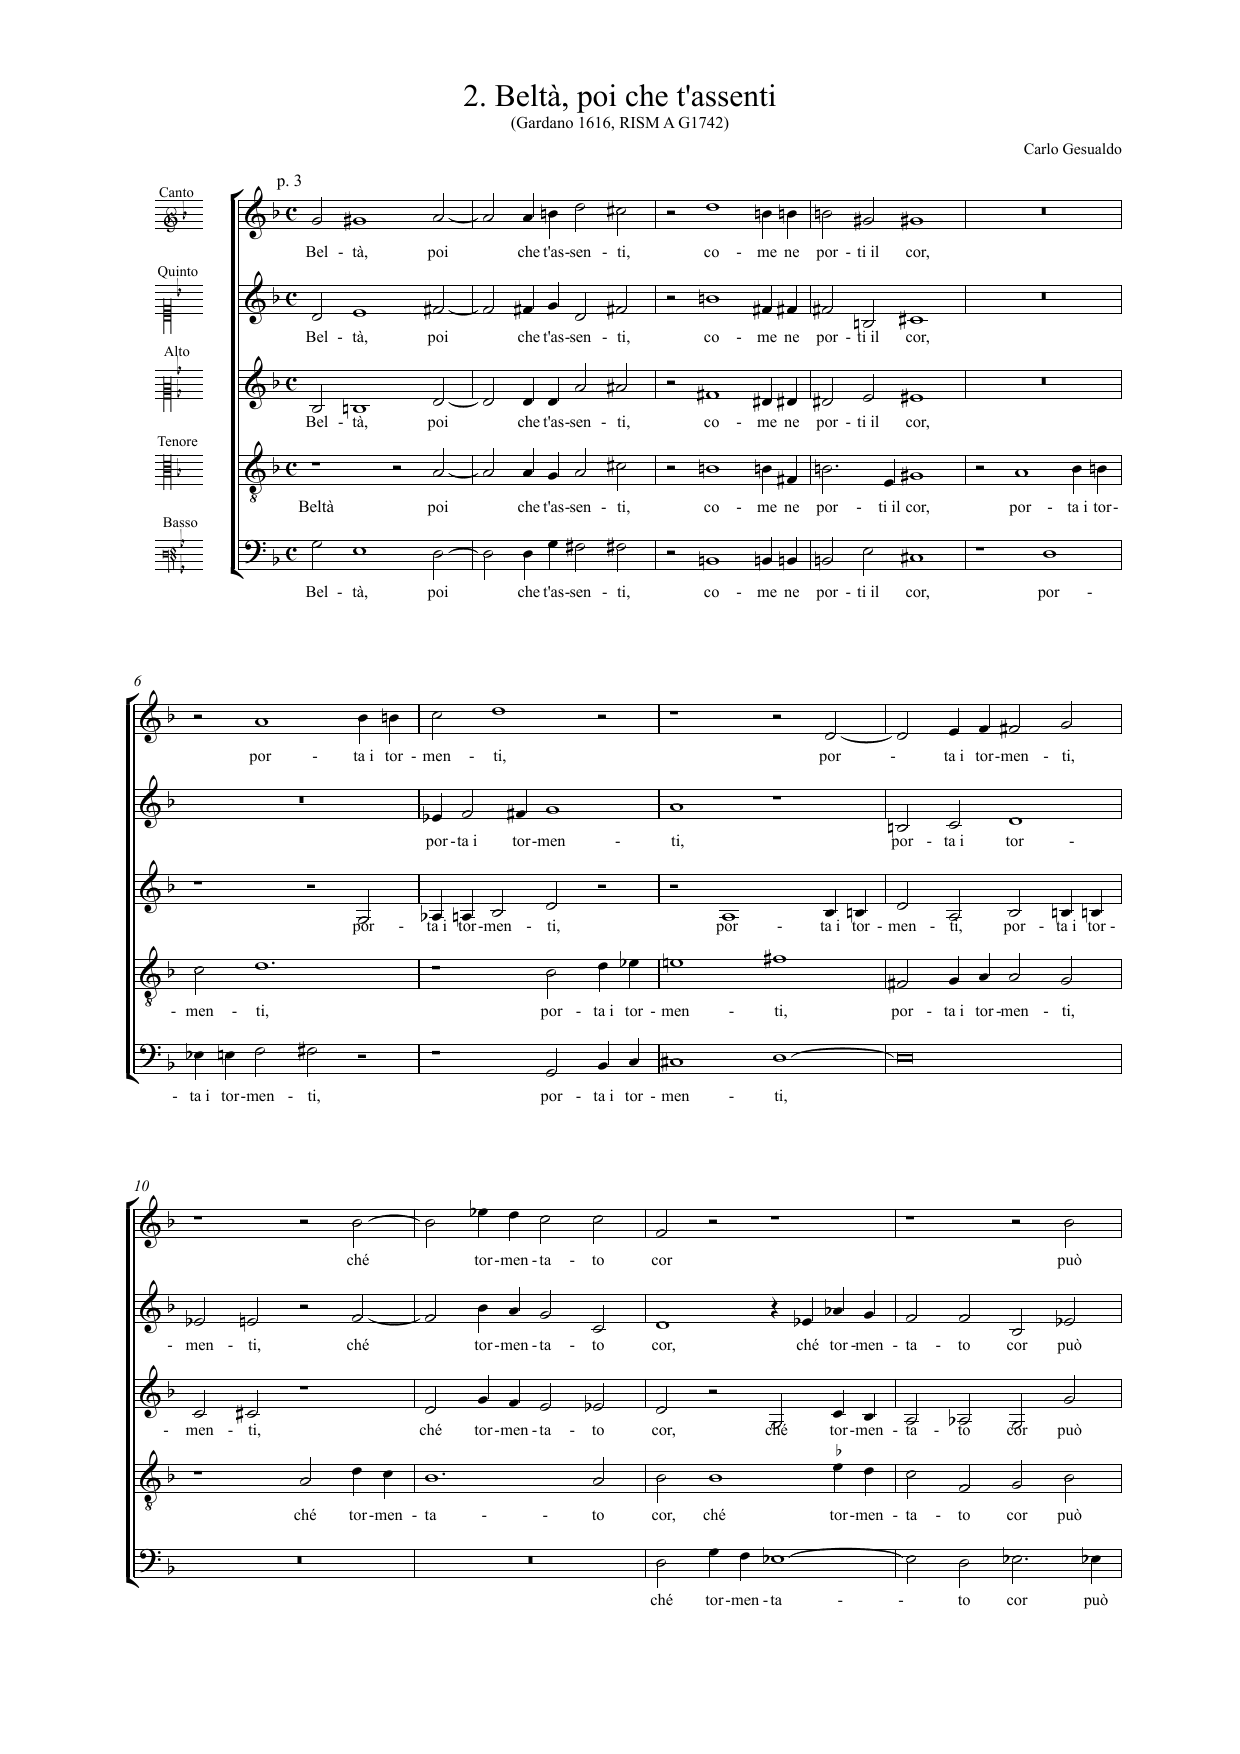 2. Beltà, poi che t'assenti
(Gardano 1616, RISM A G1742)
Carlo Gesualdo
p. 3
Canto
Bel - tà, poi che t'as-sen - ti, co - me ne por - ti il cor,
Quinto
Bel - tà, poi che t'as-sen - ti, co - me ne por - ti il cor,
Alto
Bel - tà, poi che t'as-sen - ti, co - me ne por - ti il cor,
Tenore
Beltà poi che t'as-sen - ti, co - me ne por - ti il cor, por - ta i tor-
Basso
Bel - tà, poi che t'as-sen - ti, co - me ne por - ti il cor, por -
6
por - ta i tor - men - ti, por - ta i tor-men - ti,
por-ta i tor-men - ti, por - ta i tor -
por - ta i tor-men - ti, por - ta i tor - men - ti, por - ta i tor -
- men - ti, por - ta i tor - men - ti, por - ta i tor-men - ti,
- ta i tor-men - ti, por - ta i tor - men - ti,
10
ché tor-men-ta - to cor può
- men - ti, ché tor-men-ta - to cor, ché tor-men - ta - to cor può
- men - ti, ché tor-men-ta - to cor, ché tor-men - ta - to cor può
ché tor-men - ta - - to cor, ché tor-men - ta - to cor può
ché tor-men-ta - - to cor può